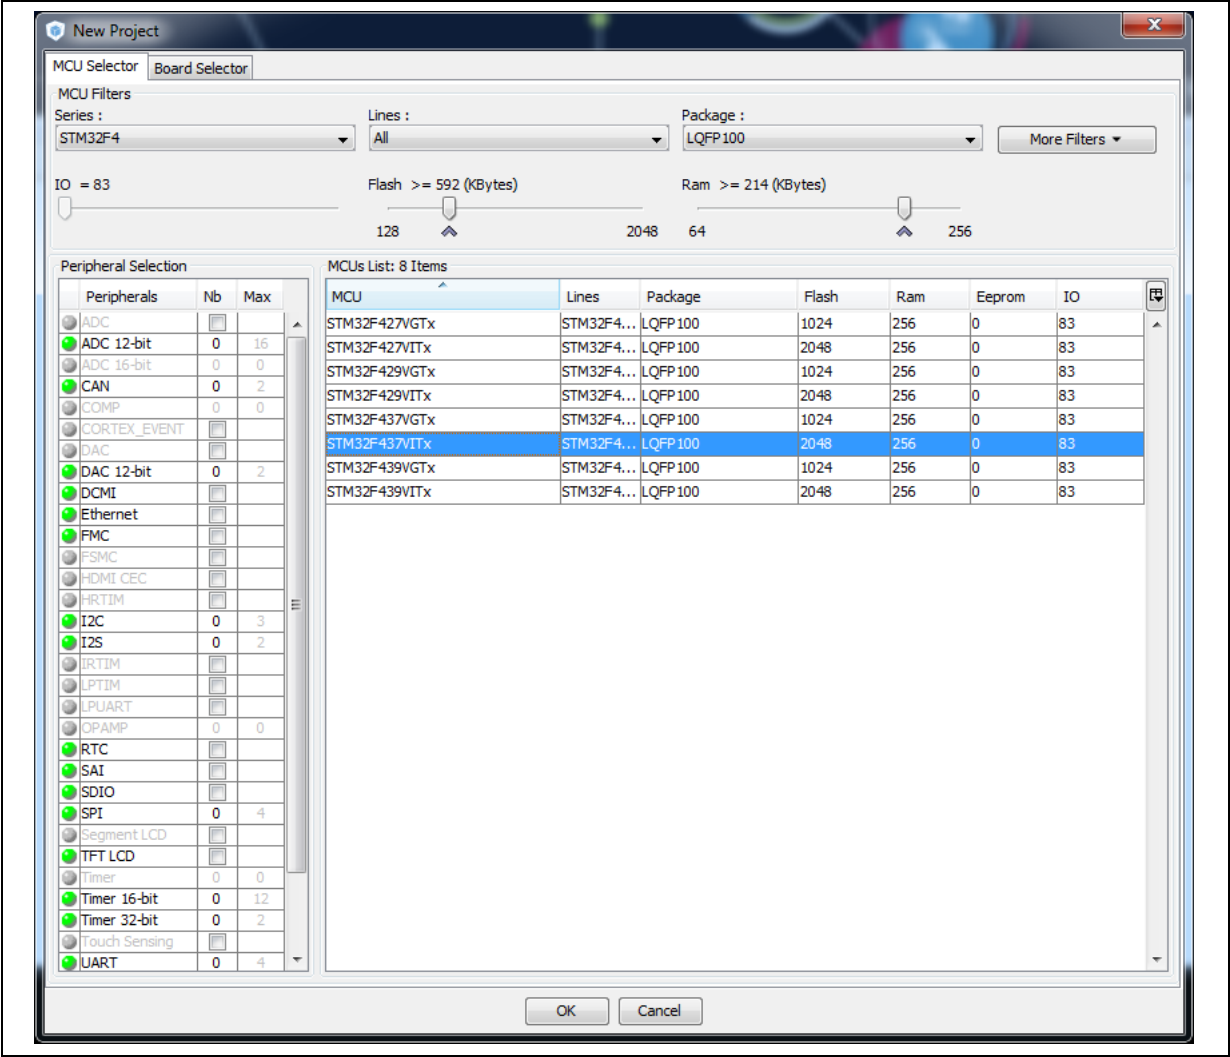 New Project
MCU Selector Board Selector
MCU Filters
Series : Lines : Package :
STM32F4 All LQFP100 More Filters
IO = 83 Flash >= 592 (KBytes) Ram >= 214 (KBytes)
128 2048 64 256
Peripheral Selection MCUs List: 8 Items
Peripherals Nb Max MCU Lines Package Flash Ram Eeprom IO
ADC
ADC 12-bit 0 16
ADC 16-bit 0 0
CAN 0 2
COMP 0 0
CORTEX_EVENT
DAC
DAC 12-bit 0 2
DCMI
Ethernet
FMC
FSMC
HDMI CEC
HRTIM
I2C 0 3
I2S 0 2
IRTIM
LPTIM
LPUART
OPAMP 0 0
RTC
SAI
SDIO
SPI 0 4
Segment LCD
TFT LCD
Timer 0 0
Timer 16-bit 0 12
Timer 32-bit 0 2
Touch Sensing
UART 0 4
STM32F427VGTx STM32F4... LQFP100 1024 256 0 83
STM32F427VITx STM32F4... LQFP100 2048 256 0 83
STM32F429VGTx STM32F4... LQFP100 1024 256 0 83
STM32F429VITx STM32F4... LQFP100 2048 256 0 83
STM32F437VGTx STM32F4... LQFP100 1024 256 0 83
STM32F437VITx STM32F4... LQFP100 2048 256 0 83
STM32F439VGTx STM32F4... LQFP100 1024 256 0 83
STM32F439VITx STM32F4... LQFP100 2048 256 0 83
OK Cancel